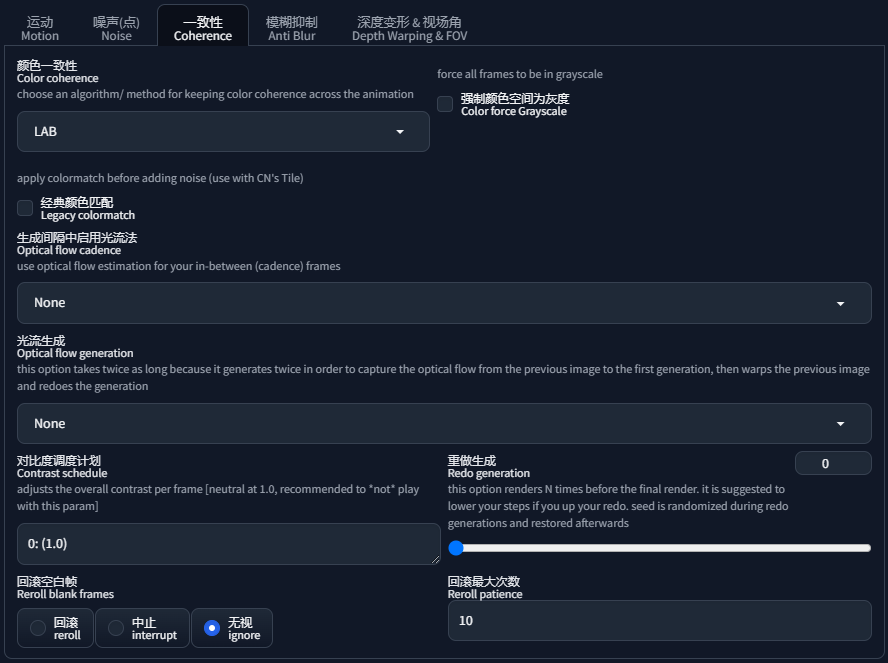 运动
Motion
噪声(点)
Noise
一致性
Coherence
模糊抑制
Anti Blur
深度变形 & 视场角
Depth Warping & FOV
颜色一致性
Color coherence
choose an algorithm/ method for keeping color coherence across the animation
LAB
force all frames to be in grayscale
强制颜色空间为灰度
Color force Grayscale
apply colormatch before adding noise (use with CN's Tile)
经典颜色匹配
Legacy colormatch
生成间隔中启用光流法
Optical flow cadence
use optical flow estimation for your in-between (cadence) frames
None
光流生成
Optical flow generation
this option takes twice as long because it generates twice in order to capture the optical flow from the previous image to the first generation, then warps the previous image
and redoes the generation
None
对比度调度计划
Contrast schedule
adjusts the overall contrast per frame [neutral at 1.0, recommended to *not* play
with this param]
0: (1.0)
重做生成
Redo generation
0
this option renders N times before the final render. it is suggested to
lower your steps if you up your redo. seed is randomized during redo
generations and restored afterwards
回滚空白帧
Reroll blank frames
回滚
reroll
中止
interrupt
无视
ignore
回滚最大次数
Reroll patience
10